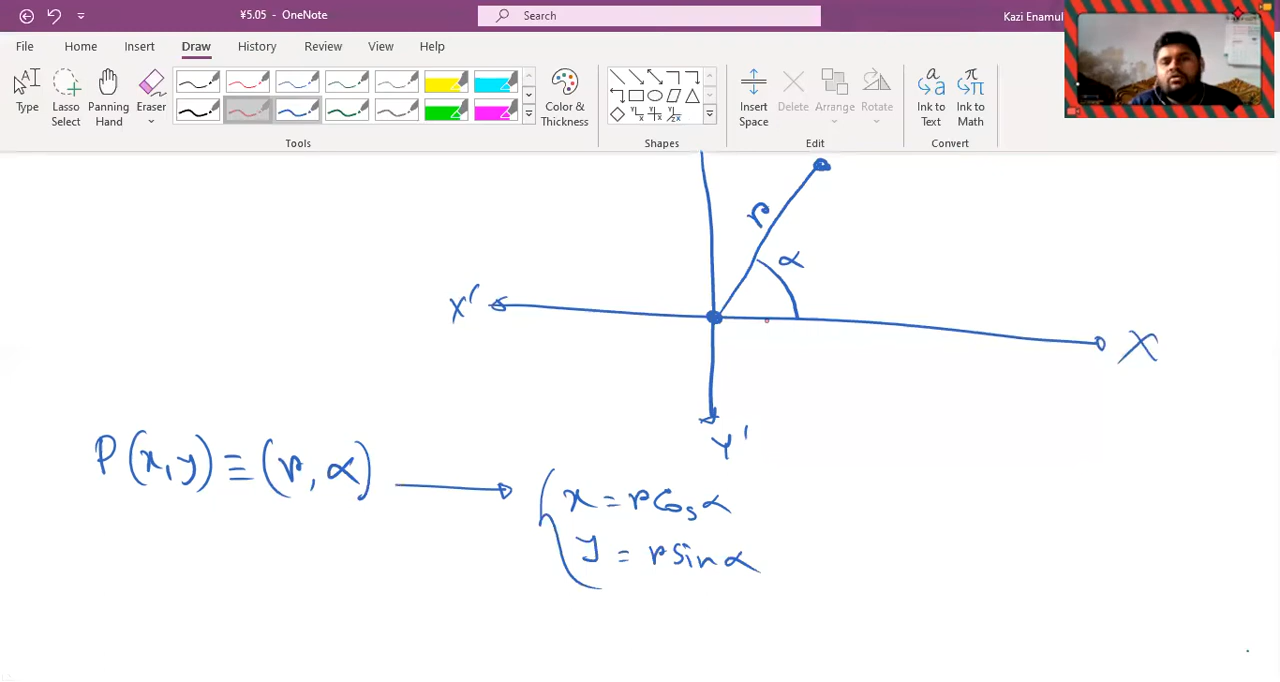 ¥5.05 - OneNote
Search
Kazi Enamul
File Home Insert Draw History Review View Help
Type
Lasso Select
Panning Hand
Eraser
Color & Thickness
Insert Space
Delete
Arrange
Rotate
Ink to Text
Ink to Math
Tools
Shapes
Edit
Convert
r
α
X'
X
Y'
P(x,y) ≡ (r, α)
x = r Cos α
y = r Sin α